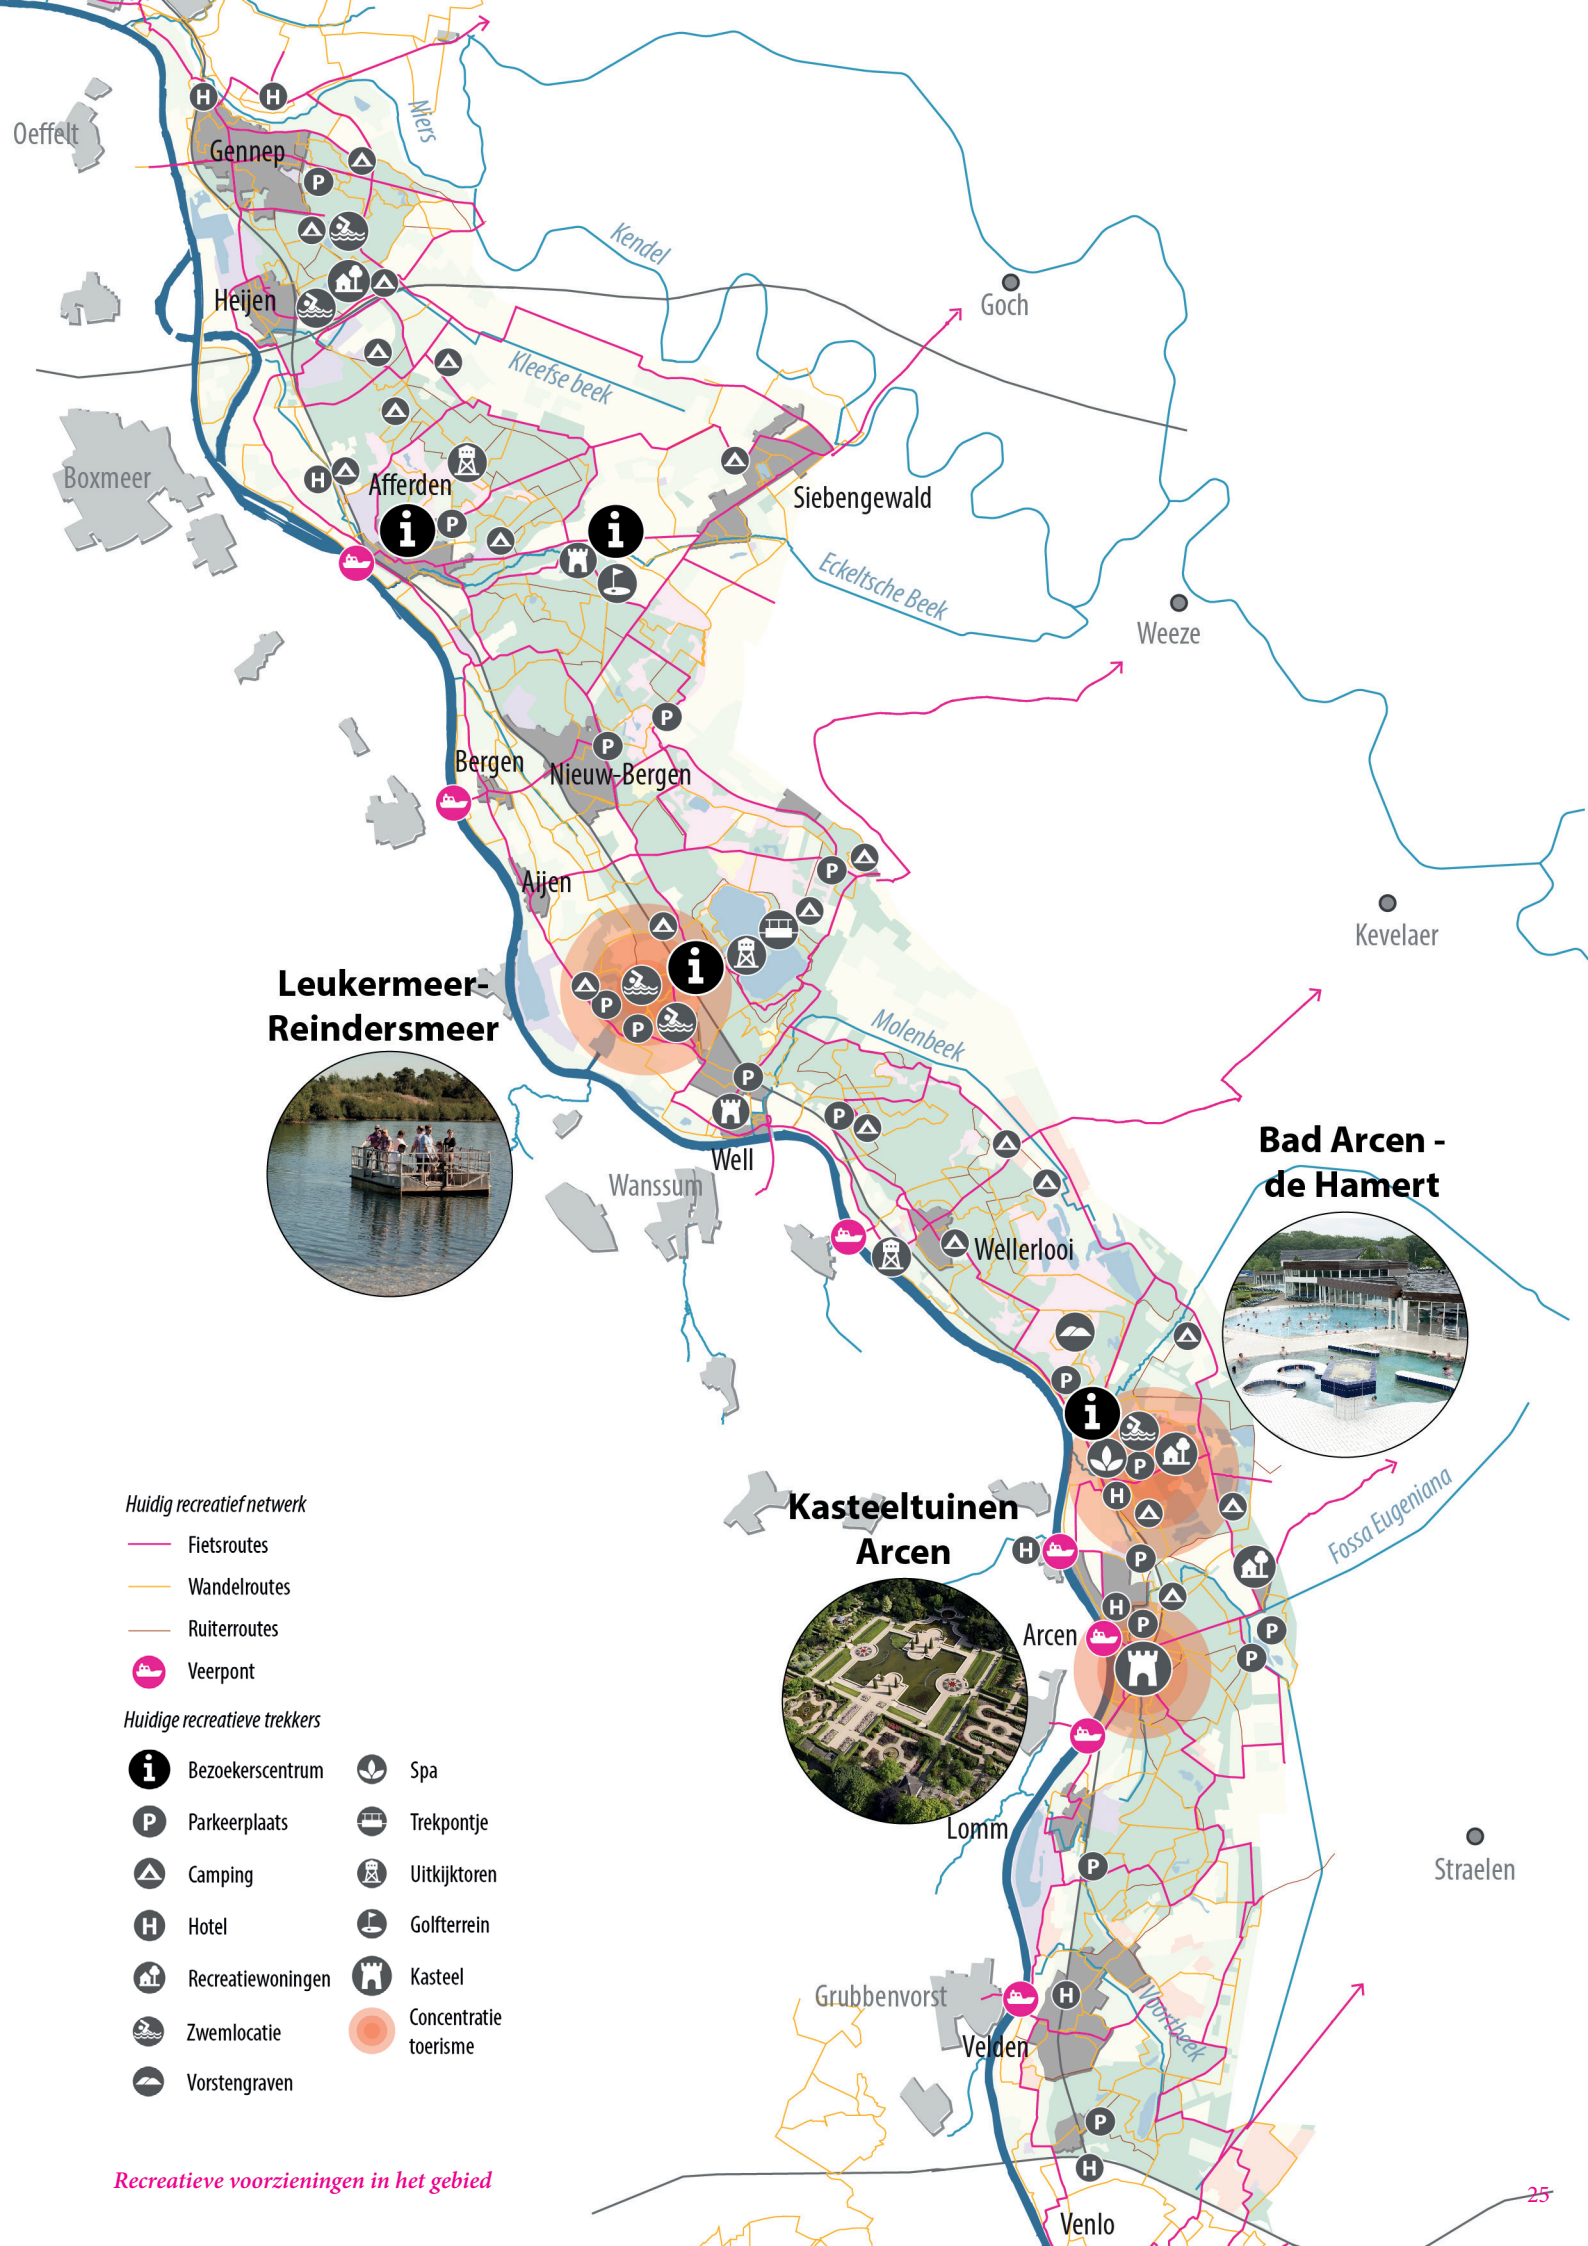 Niers
Oeffelt
H
H
Gennep
P
Kendel
Heijen
Goch
Kleefse beek
Boxmeer
H
Afferden
Siebengewald
i
P
i
Eckeltsche Beek
Weeze
P
P
Bergen
Nieuw-Bergen
P
Aijen
Kevelaer
Leukermeer-
Reindersmeer
i
P
P
Molenbeek
P
P
Well
Wanssum
Bad Arcen -
de Hamert
Wellerlooi
P
i
P
H
Kasteeltuinen
Arcen
Fossa Eugeniana
H
P
H
P
P
P
Arcen
Lomm
P
Straelen
Grubbenvorst
H
Velden
Voortbeek
P
H
Venlo
Huidig recreatief netwerk
Fietsroutes
Wandelroutes
Ruiterroutes
Veerpont
Huidige recreatieve trekkers
i Bezoekerscentrum
P Parkeerplaats
Camping
H Hotel
Recreatiewoningen
Zwemlocatie
Vorstengraven
Spa
Trekpontje
Uitkijktoren
Golfterrein
Kasteel
Concentratie
toerisme
Recreatieve voorzieningen in het gebied
25